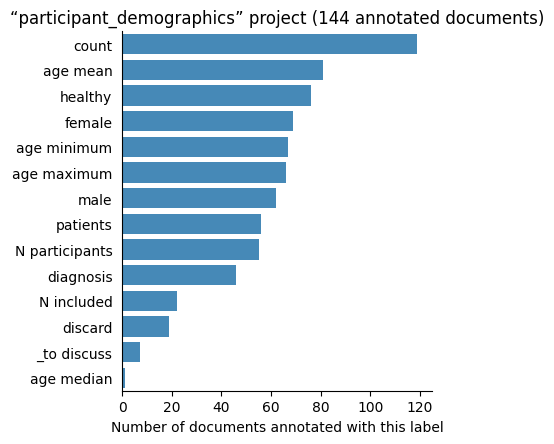 “participant_demographics” project (144 annotated documents)
count
age mean
healthy
female
age minimum
age maximum
male
patients
N participants
diagnosis
N included
discard
_to discuss
age median
0 20 40 60 80 100 120
Number of documents annotated with this label